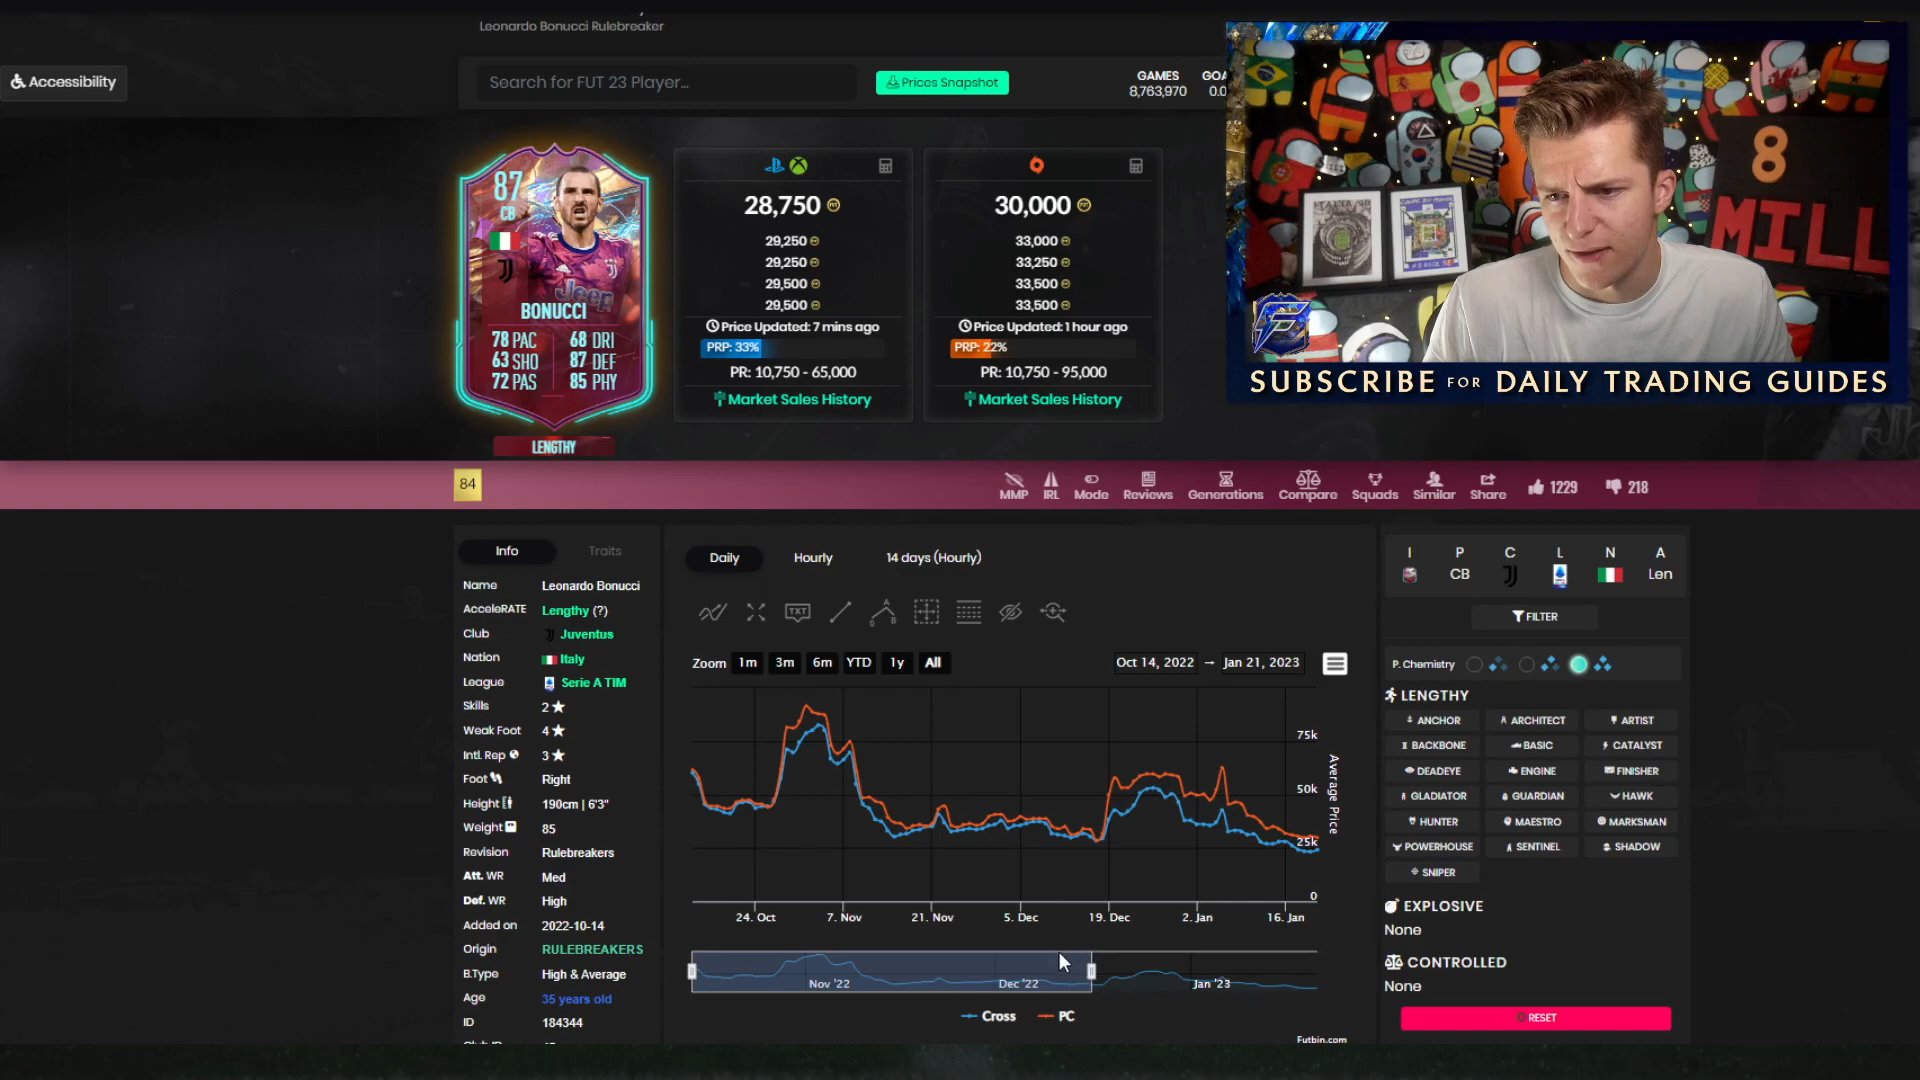 Leonardo Bonucci Rulebreaker
Accessibility
Search for FUT 23 Player...
Prices Snapshot
GAMES
8,763,970
GOA
0.0
87
CB
BONUCCI
Jeep
78 PAC 68 DRI
63 SHO 87 DEF
72 PAS 85 PHY
LENGTHY
28,750
29,250
29,250
29,500
29,500
Price Updated: 7 mins ago
PRP: 33%
PR: 10,750 - 65,000
Market Sales History
30,000
33,000
33,250
33,500
33,500
Price Updated: 1 hour ago
PRP: 22%
PR: 10,750 - 95,000
Market Sales History
8
MILL
SUBSCRIBE FOR DAILY TRADING GUIDES
84
MMP
IRL
Mode
Reviews
Generations
Compare
Squads
Similar
Share
1229
218
Info Traits
Name Leonardo Bonucci
AcceleRATE Lengthy (?)
Club Juventus
Nation Italy
League Serie A TIM
Skills 2
Weak Foot 4
Intl. Rep 3
Foot Right
Height 190cm | 6'3"
Weight 85
Revision Rulebreakers
Att. WR Med
Def. WR High
Added on 2022-10-14
Origin RULEBREAKERS
B.Type High & Average
Age 35 years old
ID 184344
Daily Hourly 14 days (Hourly)
TXT
Zoom 1m 3m 6m YTD 1y All
Oct 14, 2022 → Jan 21, 2023
75k
50k
25k
0
Average Price
24. Oct 7. Nov 21. Nov 5. Dec 19. Dec 2. Jan 16. Jan
Nov '22 Dec '22 Jan '23
Cross PC
Futbin.com
I P C L N A
CB Len
FILTER
P. Chemistry
LENGTHY
ANCHOR ARCHITECT ARTIST
BACKBONE BASIC CATALYST
DEADEYE ENGINE FINISHER
GLADIATOR GUARDIAN HAWK
HUNTER MAESTRO MARKSMAN
POWERHOUSE SENTINEL SHADOW
SNIPER
EXPLOSIVE
None
CONTROLLED
None
RESET